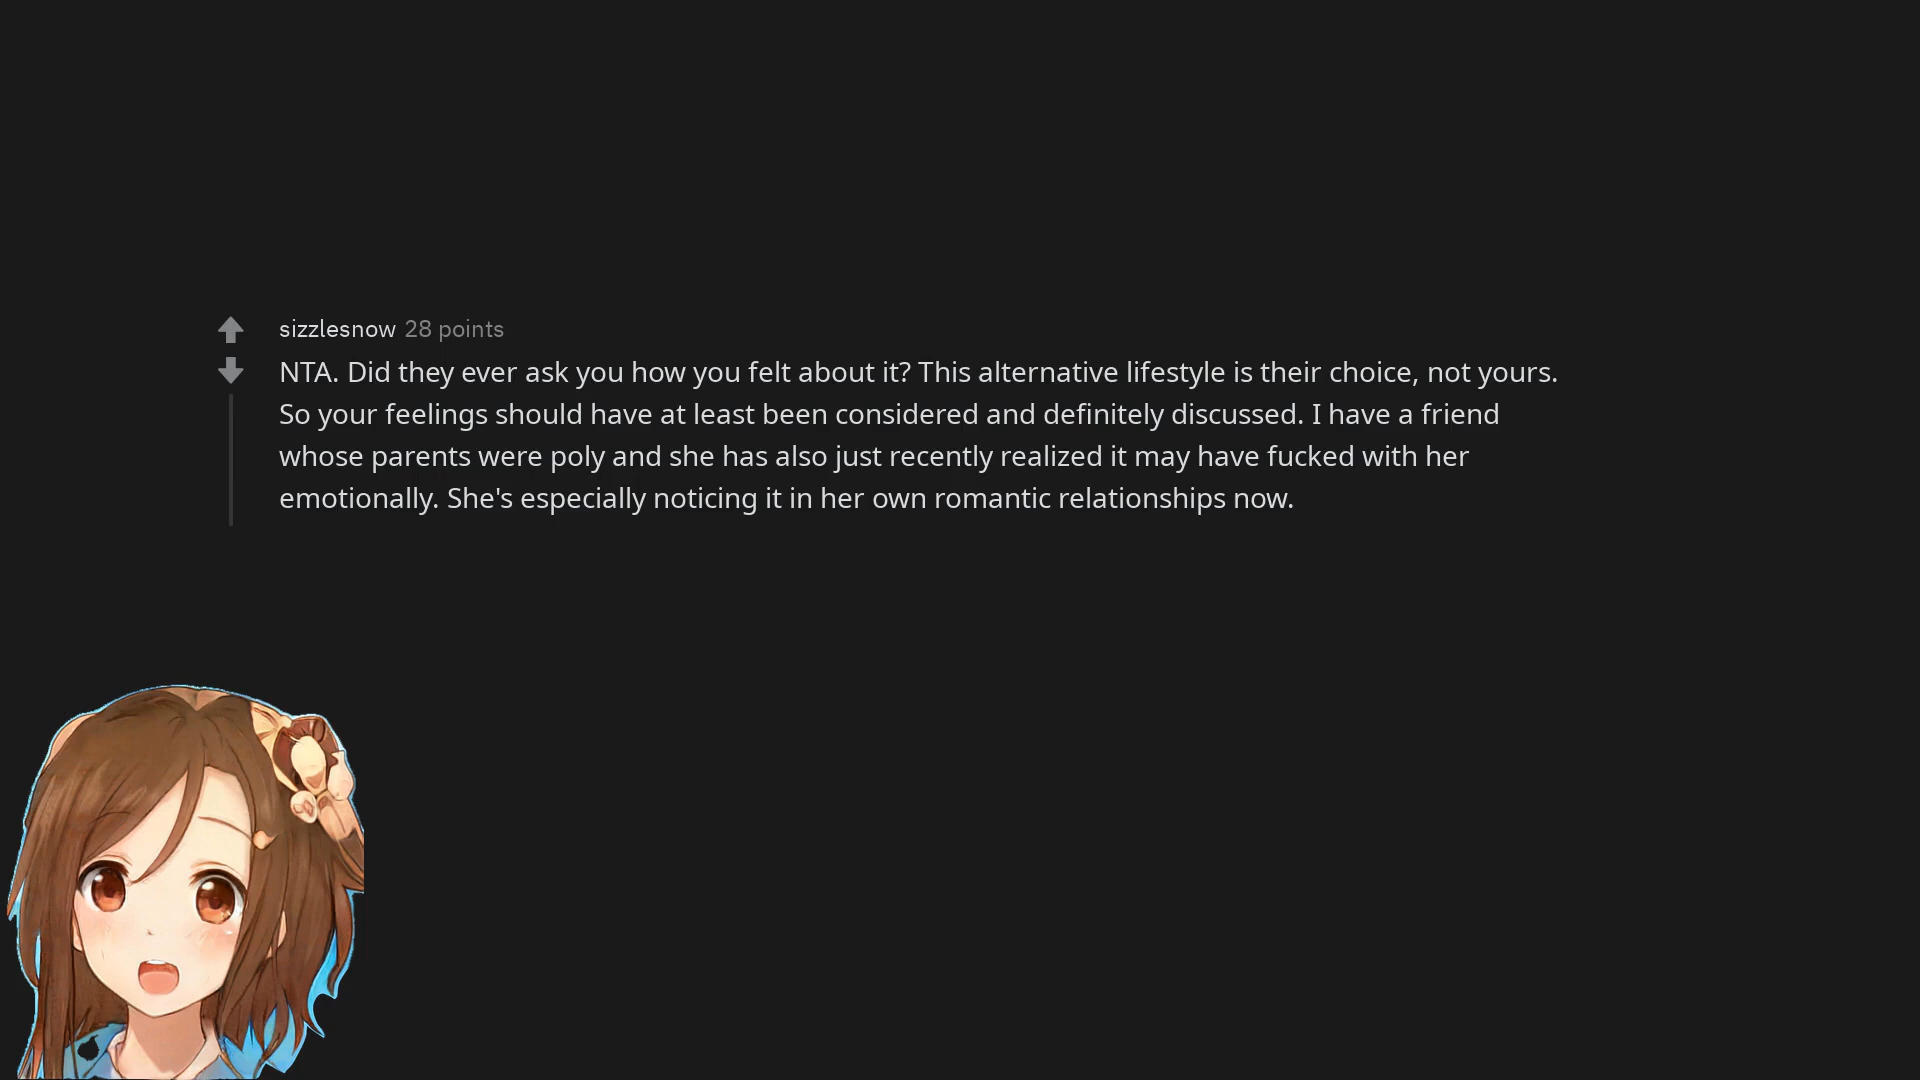 sizzlesnow 28 points
NTA. Did they ever ask you how you felt about it? This alternative lifestyle is their choice, not yours.
So your feelings should have at least been considered and definitely discussed. I have a friend
whose parents were poly and she has also just recently realized it may have fucked with her
emotionally. She's especially noticing it in her own romantic relationships now.